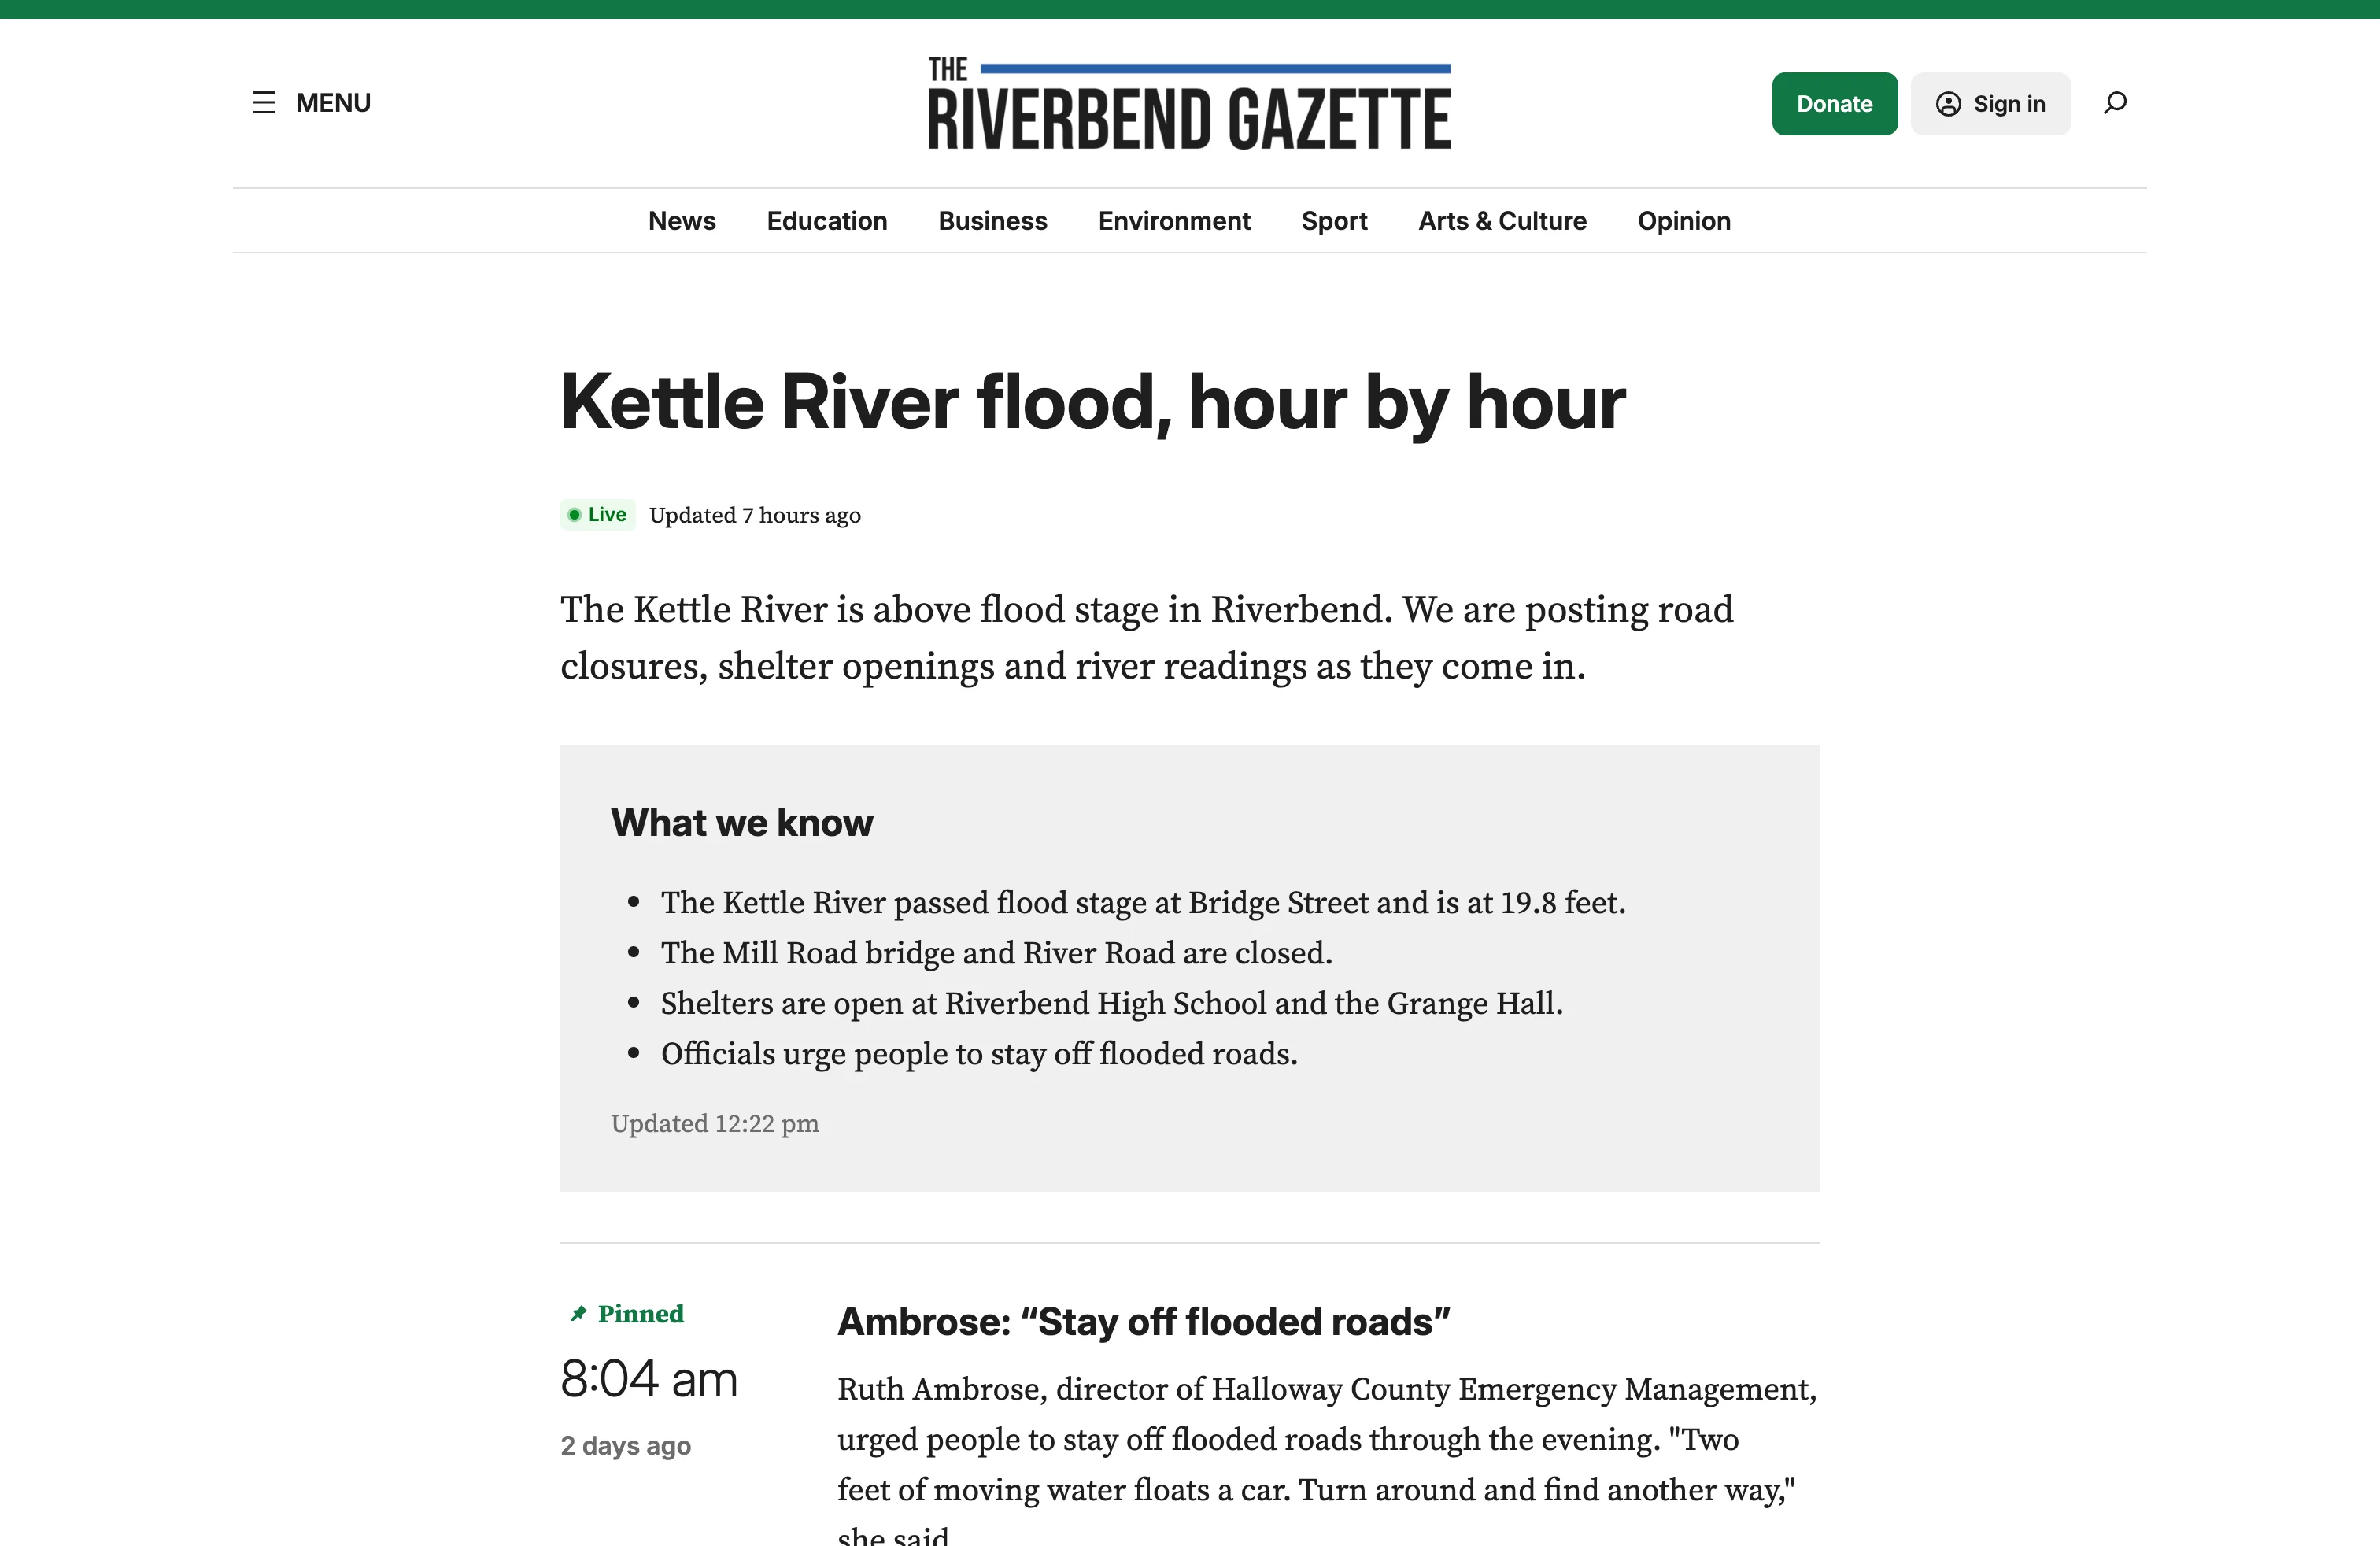 MENU
THE
RIVERBEND GAZETTE
Donate
Sign in
News Education Business Environment Sport Arts & Culture Opinion
Kettle River flood, hour by hour
Live Updated 7 hours ago
The Kettle River is above flood stage in Riverbend. We are posting road
closures, shelter openings and river readings as they come in.
What we know
• The Kettle River passed flood stage at Bridge Street and is at 19.8 feet.
• The Mill Road bridge and River Road are closed.
• Shelters are open at Riverbend High School and the Grange Hall.
• Officials urge people to stay off flooded roads.
Updated 12:22 pm
Pinned
8:04 am
2 days ago
Ambrose: “Stay off flooded roads”
Ruth Ambrose, director of Halloway County Emergency Management,
urged people to stay off flooded roads through the evening. "Two
feet of moving water floats a car. Turn around and find another way,"
she said